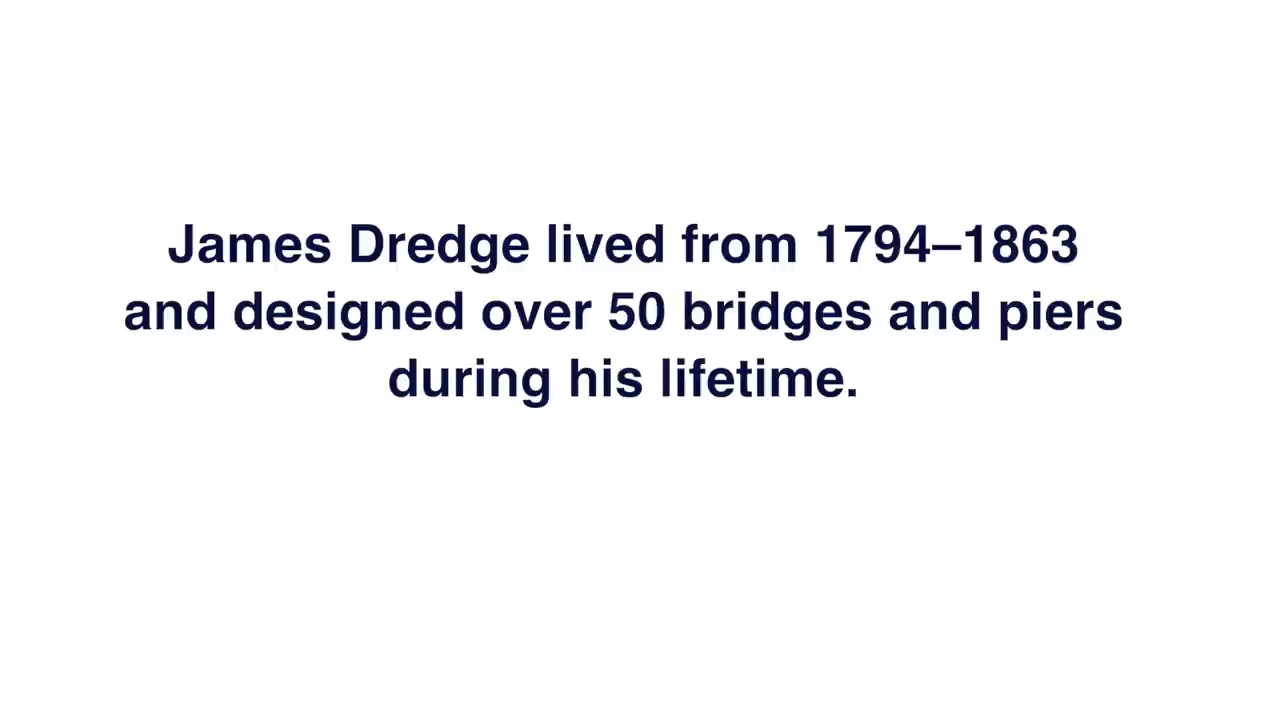 James Dredge lived from 1794–1863
and designed over 50 bridges and piers
during his lifetime.